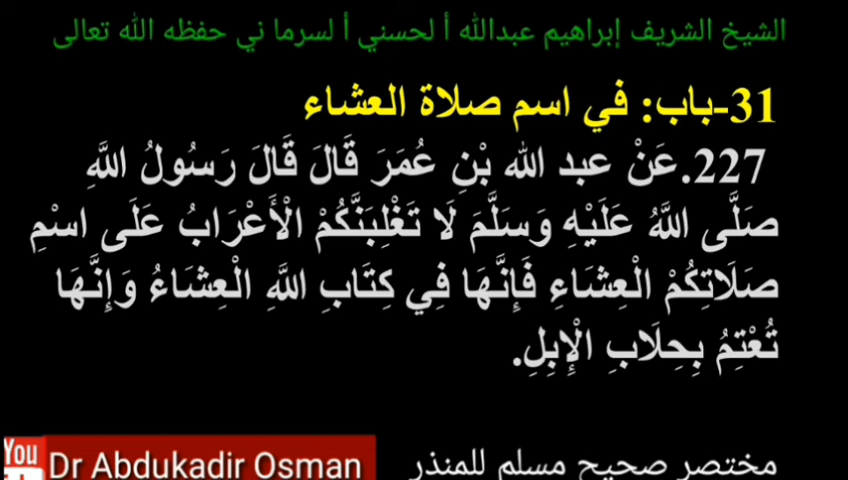 الشيخ الشريف إبراهيم عبدالله أ لحسني أ لسرما ني حفظه الله تعالى
31-باب: في اسم صلاة العشاء
227.عَنْ عبد الله بْنِ عُمَرَ قَالَ قَالَ رَسُولُ اللَّهِ
صَلَّى اللَّهُ عَلَيْهِ وَسَلَّمَ لَا تَغْلِبَنَّكُمْ الْأَعْرَابُ عَلَى اسْمِ
صَلَاتِكُمْ الْعِشَاءِ فَإِنَّهَا فِي كِتَابِ اللَّهِ الْعِشَاءُ وَإِنَّهَا
تُعْتِمُ بِحِلَابِ الْإِبِلِ.
You Dr Abdukadir Osman
مختصر صحيح مسلم للمنذر